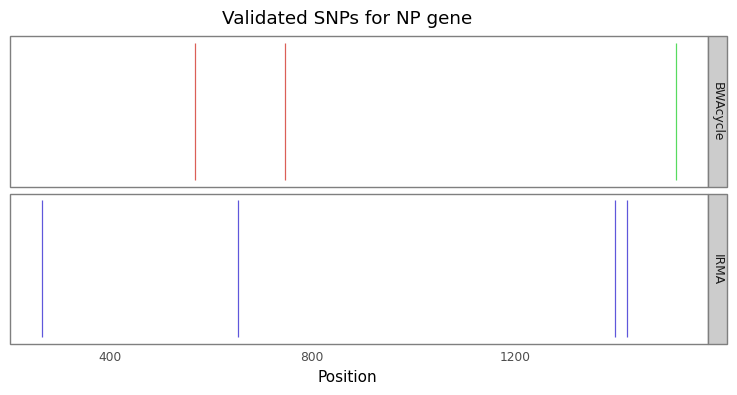 Validated SNPs for NP gene
BWAcycle
IRMA
400 800 1200
Position